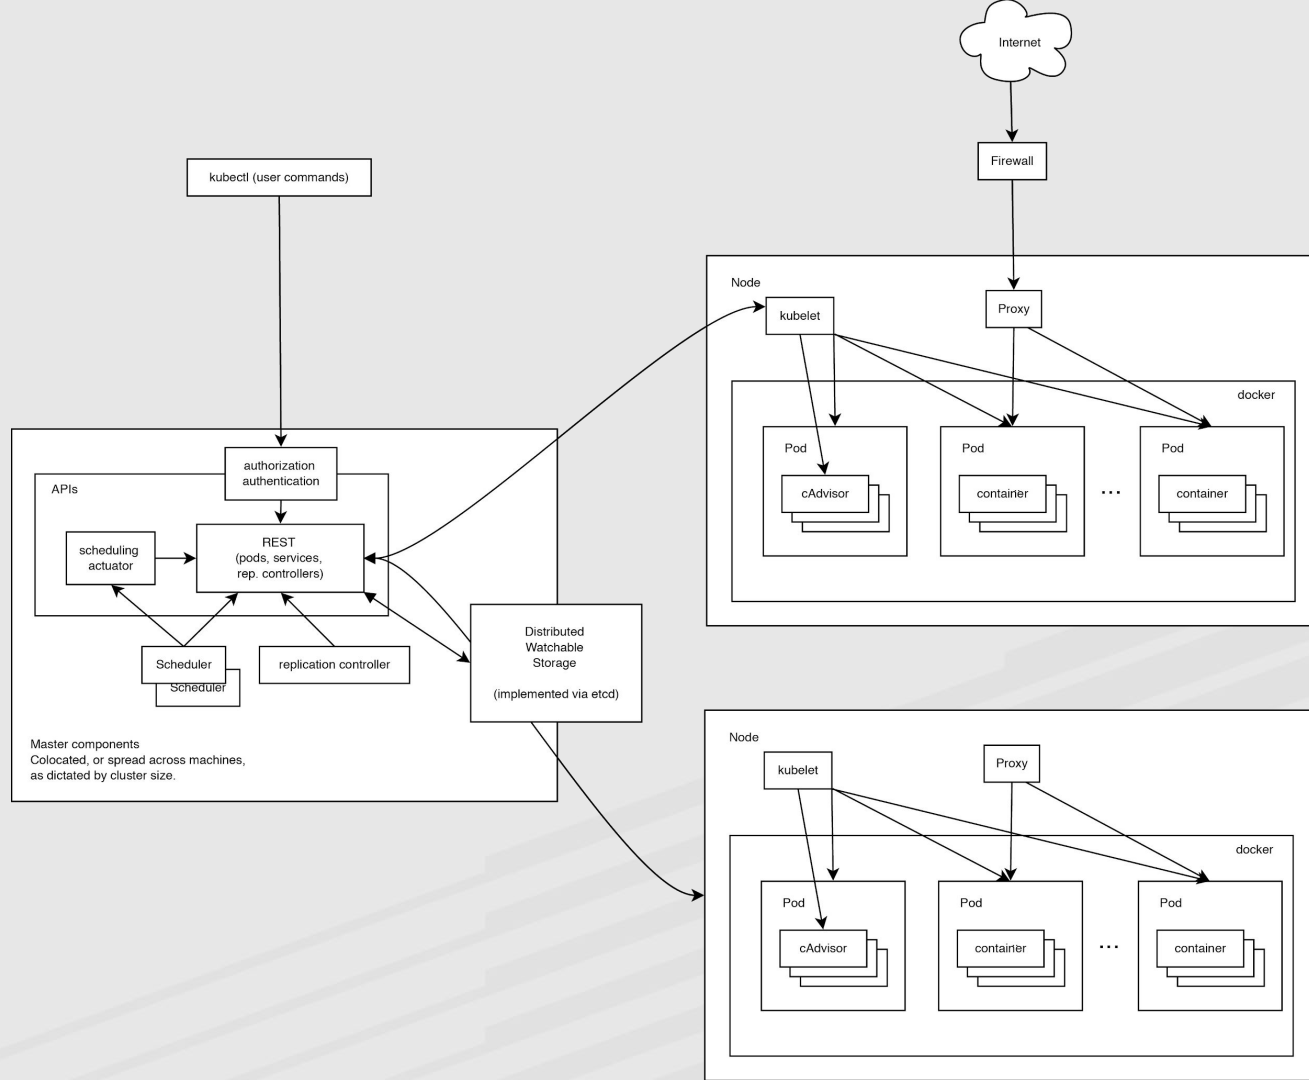 Internet
Firewall
kubectl (user commands)
Node
kubelet
Proxy
docker
Pod
cAdvisor
Pod
container
...
Pod
container
authorization
authentication
APIs
scheduling
actuator
REST
(pods, services,
rep. controllers)
Scheduler
Scheduler
replication controller
Distributed
Watchable
Storage
(implemented via etcd)
Master components
Colocated, or spread across machines,
as dictated by cluster size.
Node
kubelet
Proxy
docker
Pod
cAdvisor
Pod
container
...
Pod
container